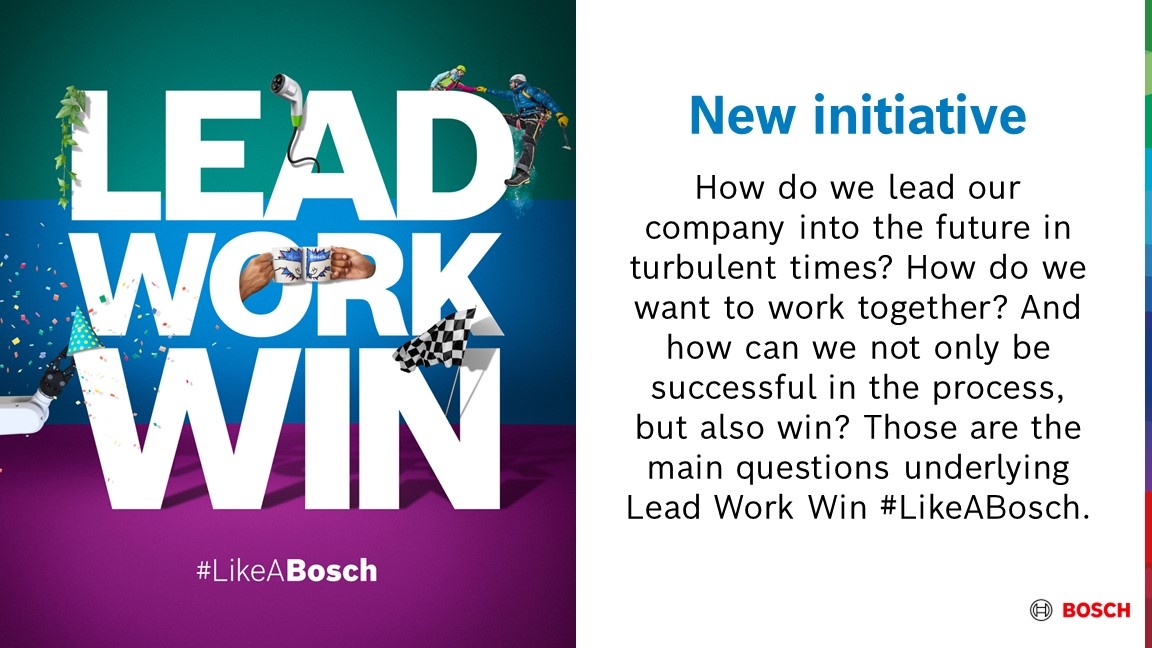 LEAD
WORK
WIN
#LikeABosch
New initiative
How do we lead our
company into the future in
turbulent times? How do we
want to work together? And
how can we not only be
successful in the process,
but also win? Those are the
main questions underlying
Lead Work Win #LikeABosch.
BOSCH